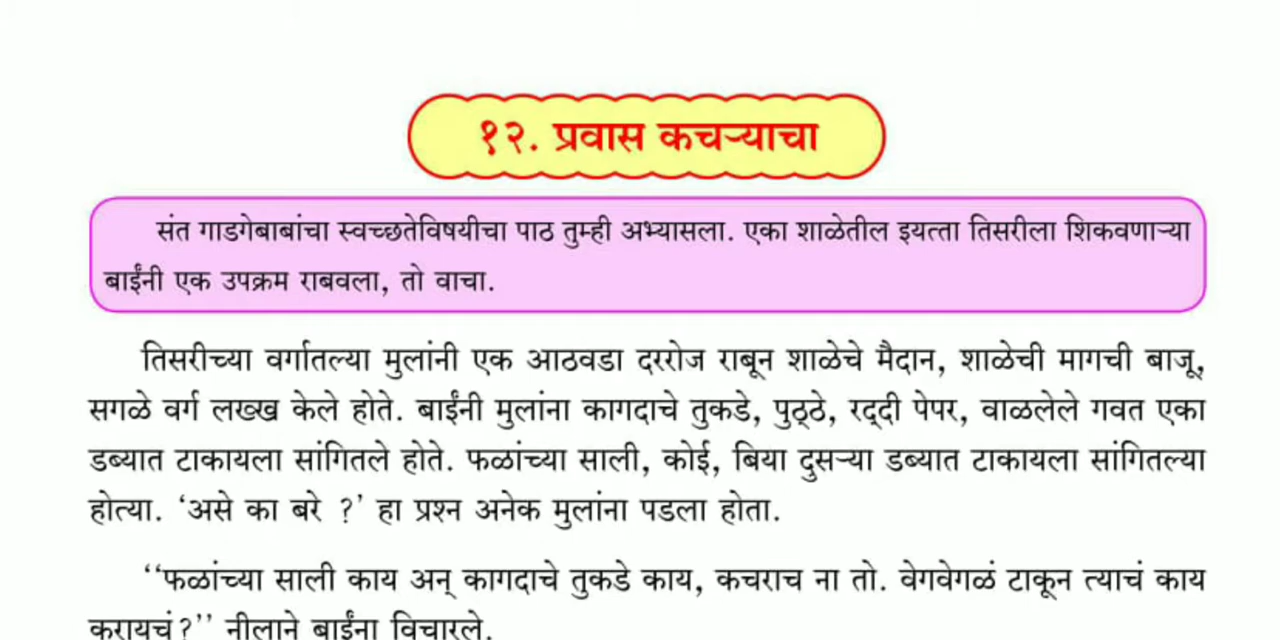 १२. प्रवास कचऱ्याचा
संत गाडगेबाबांचा स्वच्छतेविषयीचा पाठ तुम्ही अभ्यासला. एका शाळेतील इयत्ता तिसरीला शिकवणाऱ्या
बाईंनी एक उपक्रम राबवला, तो वाचा.
तिसरीच्या वर्गातल्या मुलांनी एक आठवडा दररोज राबून शाळेचे मैदान, शाळेची मागची बाजू,
सगळे वर्ग लख्ख केले होते. बाईंनी मुलांना कागदाचे तुकडे, पुठ्ठे, रद्दी पेपर, वाळलेले गवत एका
डब्यात टाकायला सांगितले होते. फळांच्या साली, कोई, बिया दुसऱ्या डब्यात टाकायला सांगितल्या
होत्या. ‘असे का बरे ?’ हा प्रश्न अनेक मुलांना पडला होता.
‘‘फळांच्या साली काय अन् कागदाचे तुकडे काय, कचराच ना तो. वेगवेगळं टाकून त्याचं काय
करायचं?’’ नीलाने बाईंना विचारले.